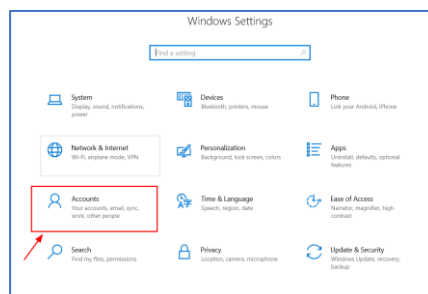 Windows Settings
Find a setting
System
Display, sound, notifications,
power
Devices
Bluetooth, printers, mouse
Phone
Link your Android, iPhone
Network & Internet
Wi-Fi, airplane mode, VPN
Personalization
Background, lock screen, colors
Apps
Uninstall, defaults, optional
features
Accounts
Your accounts, email, sync,
work, other people
Time & Language
Speech, region, date
Ease of Access
Narrator, magnifier, high
contrast
Search
Find my files, permissions
Privacy
Location, camera, microphone
Update & Security
Windows Update, recovery,
backup